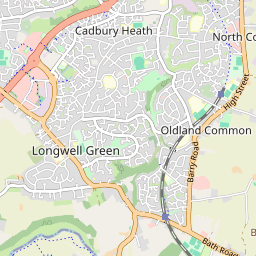 Cadbury Heath
North Co
High Street
Oldland Common
Longwell Green
Barry Road
Bath Road